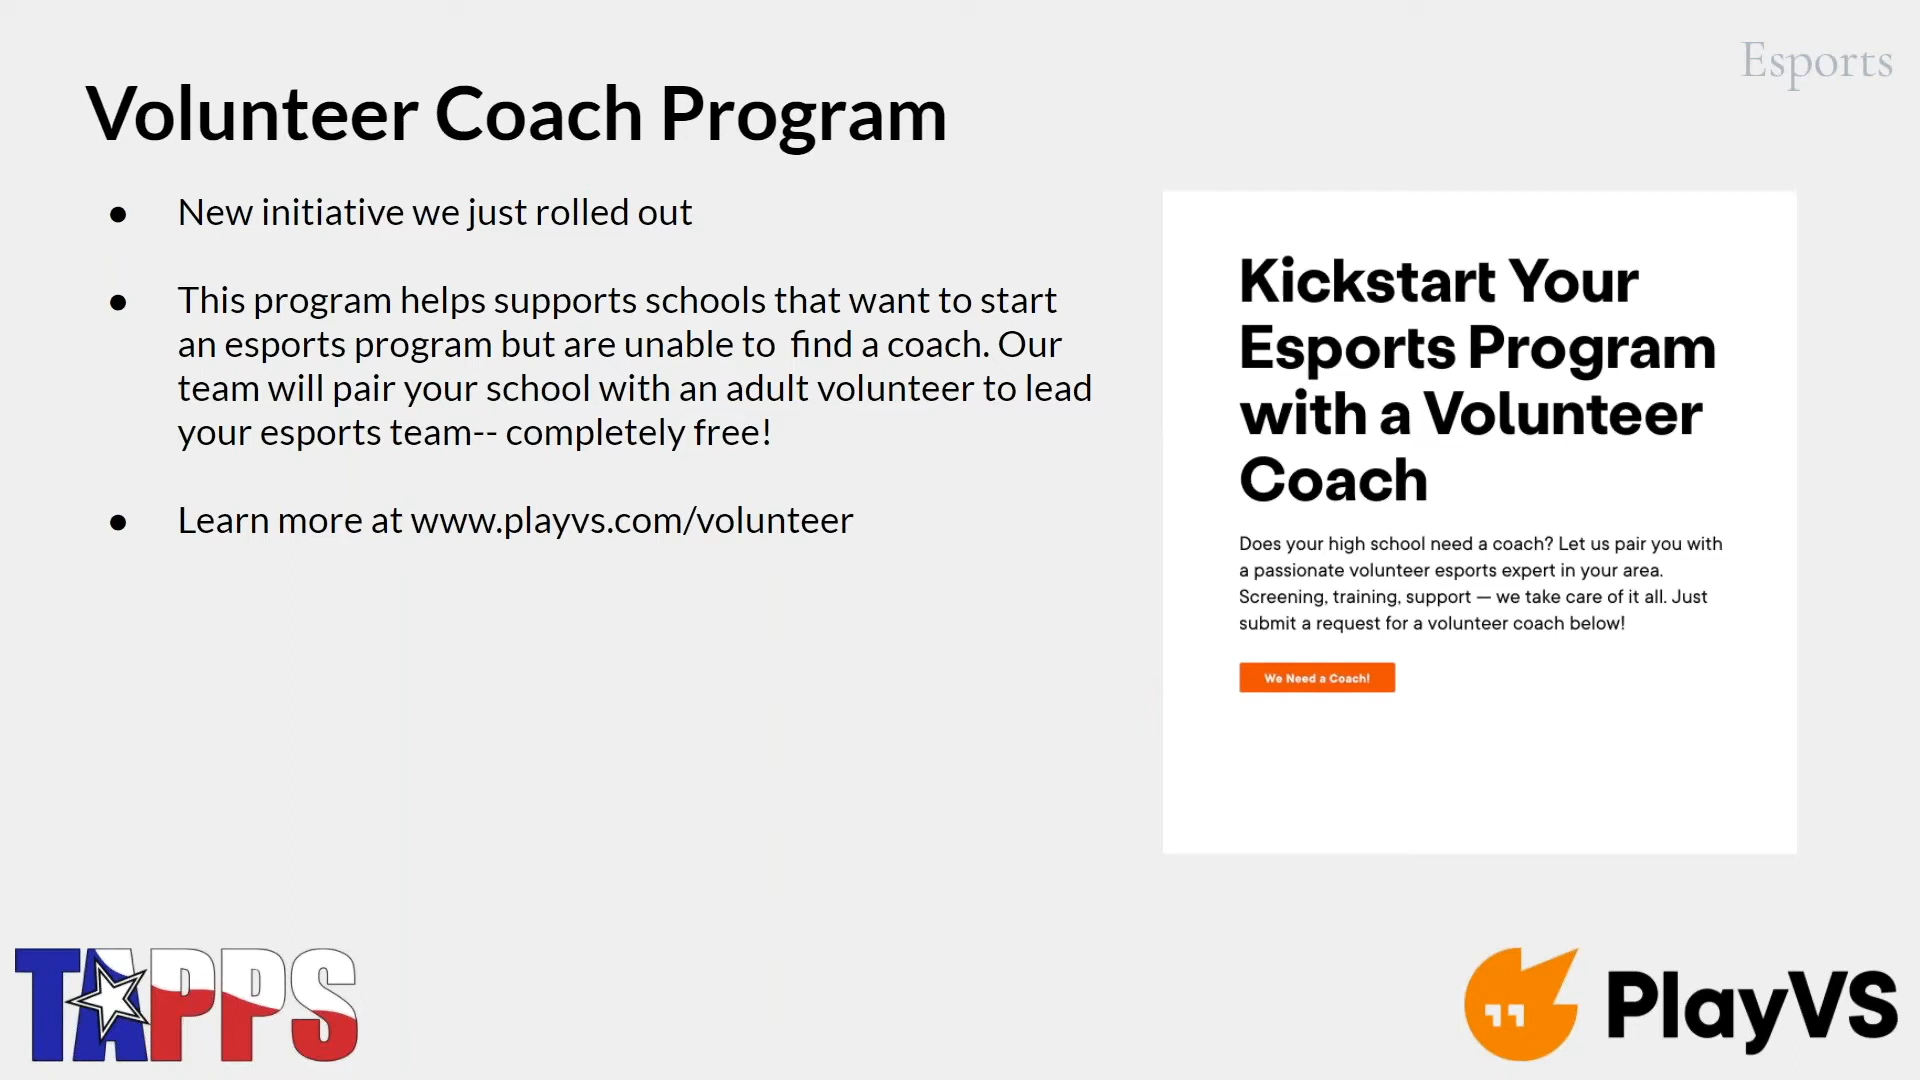 Esports
Volunteer Coach Program
● New initiative we just rolled out
● This program helps supports schools that want to start
an esports program but are unable to find a coach. Our
team will pair your school with an adult volunteer to lead
your esports team-- completely free!
● Learn more at www.playvs.com/volunteer
Kickstart Your
Esports Program
with a Volunteer
Coach
Does your high school need a coach? Let us pair you with
a passionate volunteer esports expert in your area.
Screening, training, support — we take care of it all. Just
submit a request for a volunteer coach below!
We Need a Coach!
TAPPS
PlayVS